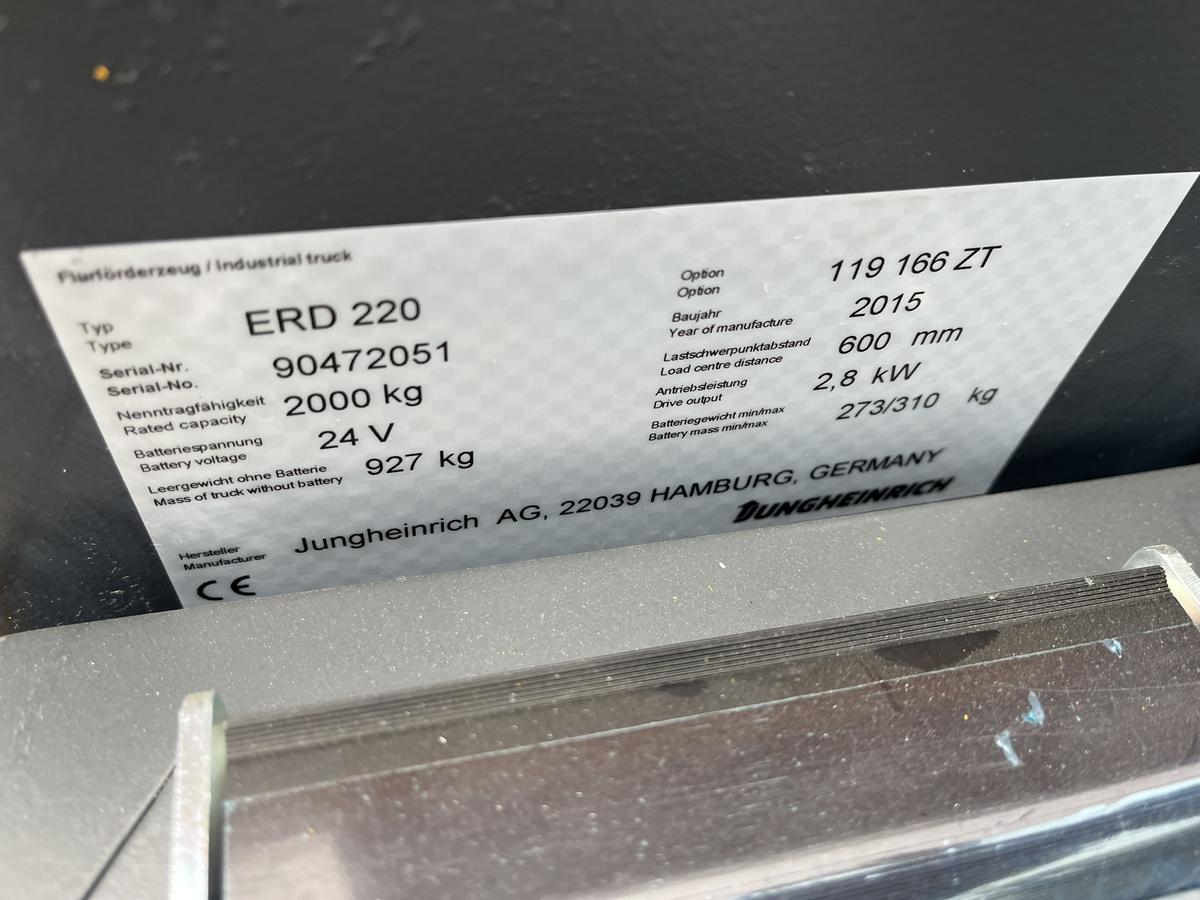 Flurförderzeug / Industrial truck
Typ
Type
ERD 220
Serial-Nr.
Serial-No.
90472051
Nenntragfähigkeit
Rated capacity
2000 kg
Batteriespannung
Battery voltage
24 V
Leergewicht ohne Batterie
Mass of truck without battery
927 kg
Option
Option
119 166 ZT
Baujahr
Year of manufacture
2015
Lastschwerpunktabstand
Load centre distance
600 mm
Antriebsleistung
Drive output
2,8 kW
Batteriegewicht min/max
Battery mass min/max
273/310 kg
Hersteller
Manufacturer
Jungheinrich AG, 22039 HAMBURG, GERMANY
CE
JUNGHEINRICH